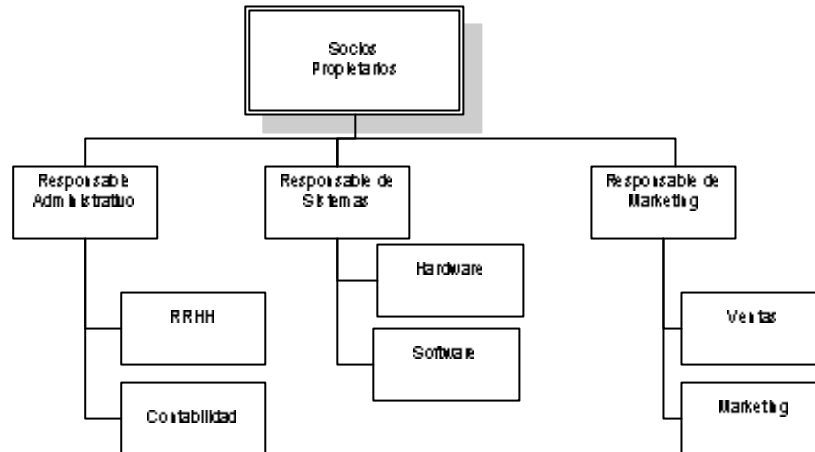 Socios
Propietarios
Responsable
Administrativo
Responsable de
Sistemas
Responsable de
Marketing
Hardware
RRHH
Ventas
Software
Contabilidad
Marketing